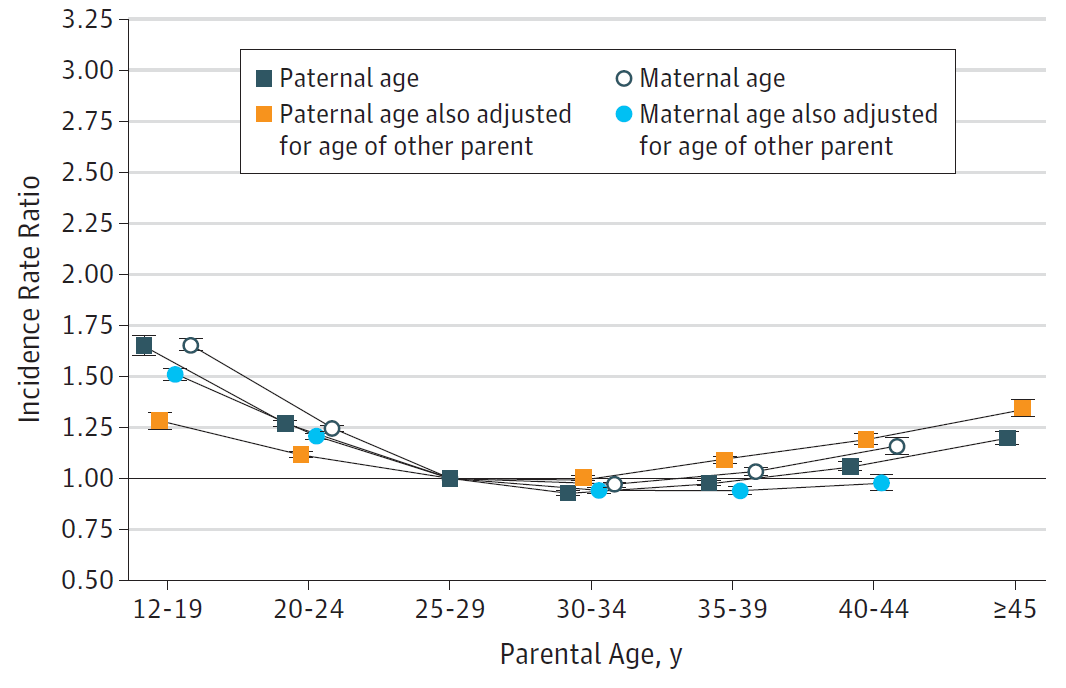 3.25
3.00
2.75
2.50
2.25
2.00
1.75
1.50
1.25
1.00
0.75
0.50
Incidence Rate Ratio
Paternal age
Paternal age also adjusted
for age of other parent
Maternal age
Maternal age also adjusted
for age of other parent
12-19 20-24 25-29 30-34 35-39 40-44 ≥45
Parental Age, y